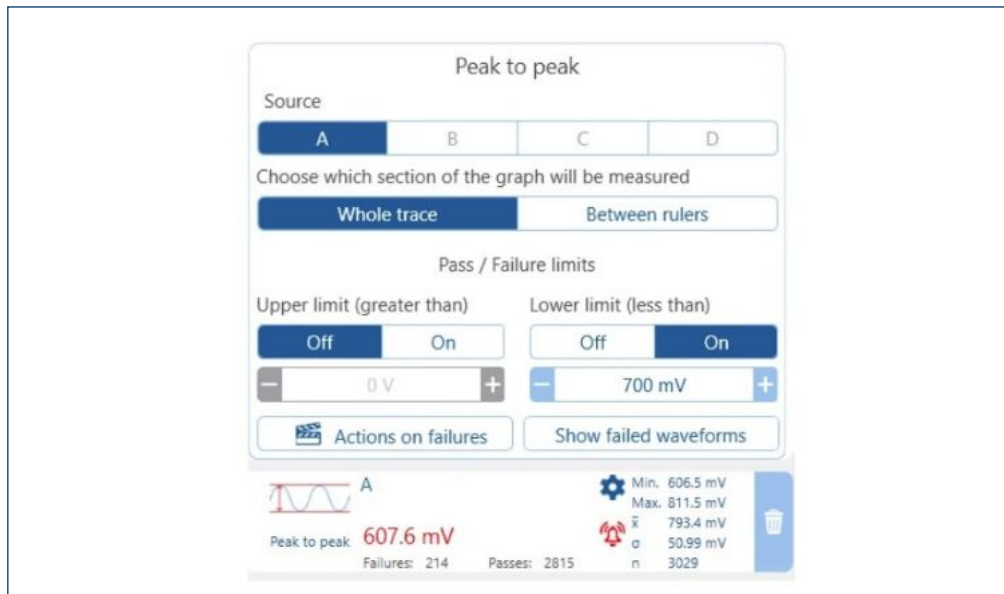 Peak to peak
Source
A B C D
Choose which section of the graph will be measured
Whole trace Between rulers
Pass / Failure limits
Upper limit (greater than) Lower limit (less than)
Off On Off On
− 0 V + − 700 mV +
Actions on failures Show failed waveforms
A Min. 606.5 mV
Max. 811.5 mV
Peak to peak 607.6 mV x̄ 793.4 mV
σ 50.99 mV
Failures: 214 Passes: 2815 n 3029